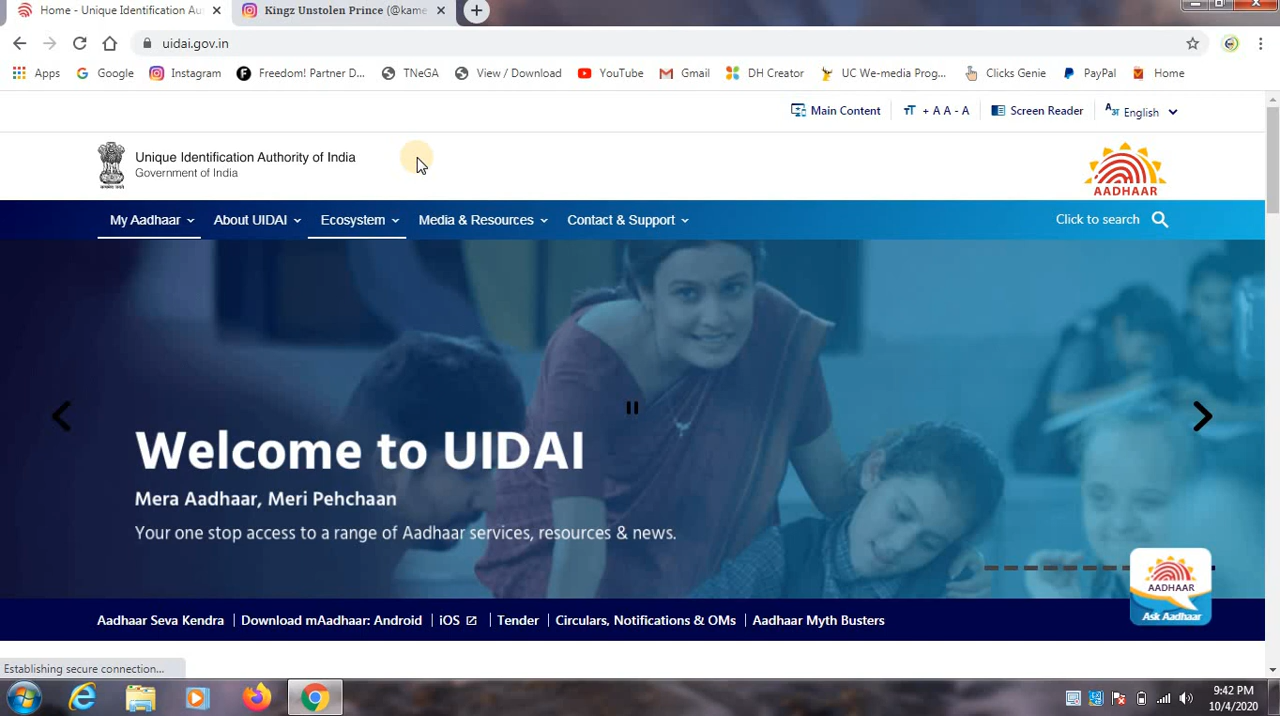 Home - Unique Identification Au
Kingz Unstolen Prince (@kame
uidai.gov.in
Apps Google Instagram Freedom! Partner D... TNeGA View / Download YouTube Gmail DH Creator UC We-media Prog... Clicks Genie PayPal Home
Main Content TT + A A - A Screen Reader English
Unique Identification Authority of India
Government of India
AADHAAR
My Aadhaar About UIDAI Ecosystem Media & Resources Contact & Support Click to search
Welcome to UIDAI
Mera Aadhaar, Meri Pehchaan
Your one stop access to a range of Aadhaar services, resources & news.
AADHAAR
Ask Aadhaar
Aadhaar Seva Kendra | Download mAadhaar: Android | iOS | Tender | Circulars, Notifications & OMs | Aadhaar Myth Busters
Establishing secure connection...
9:42 PM
10/4/2020